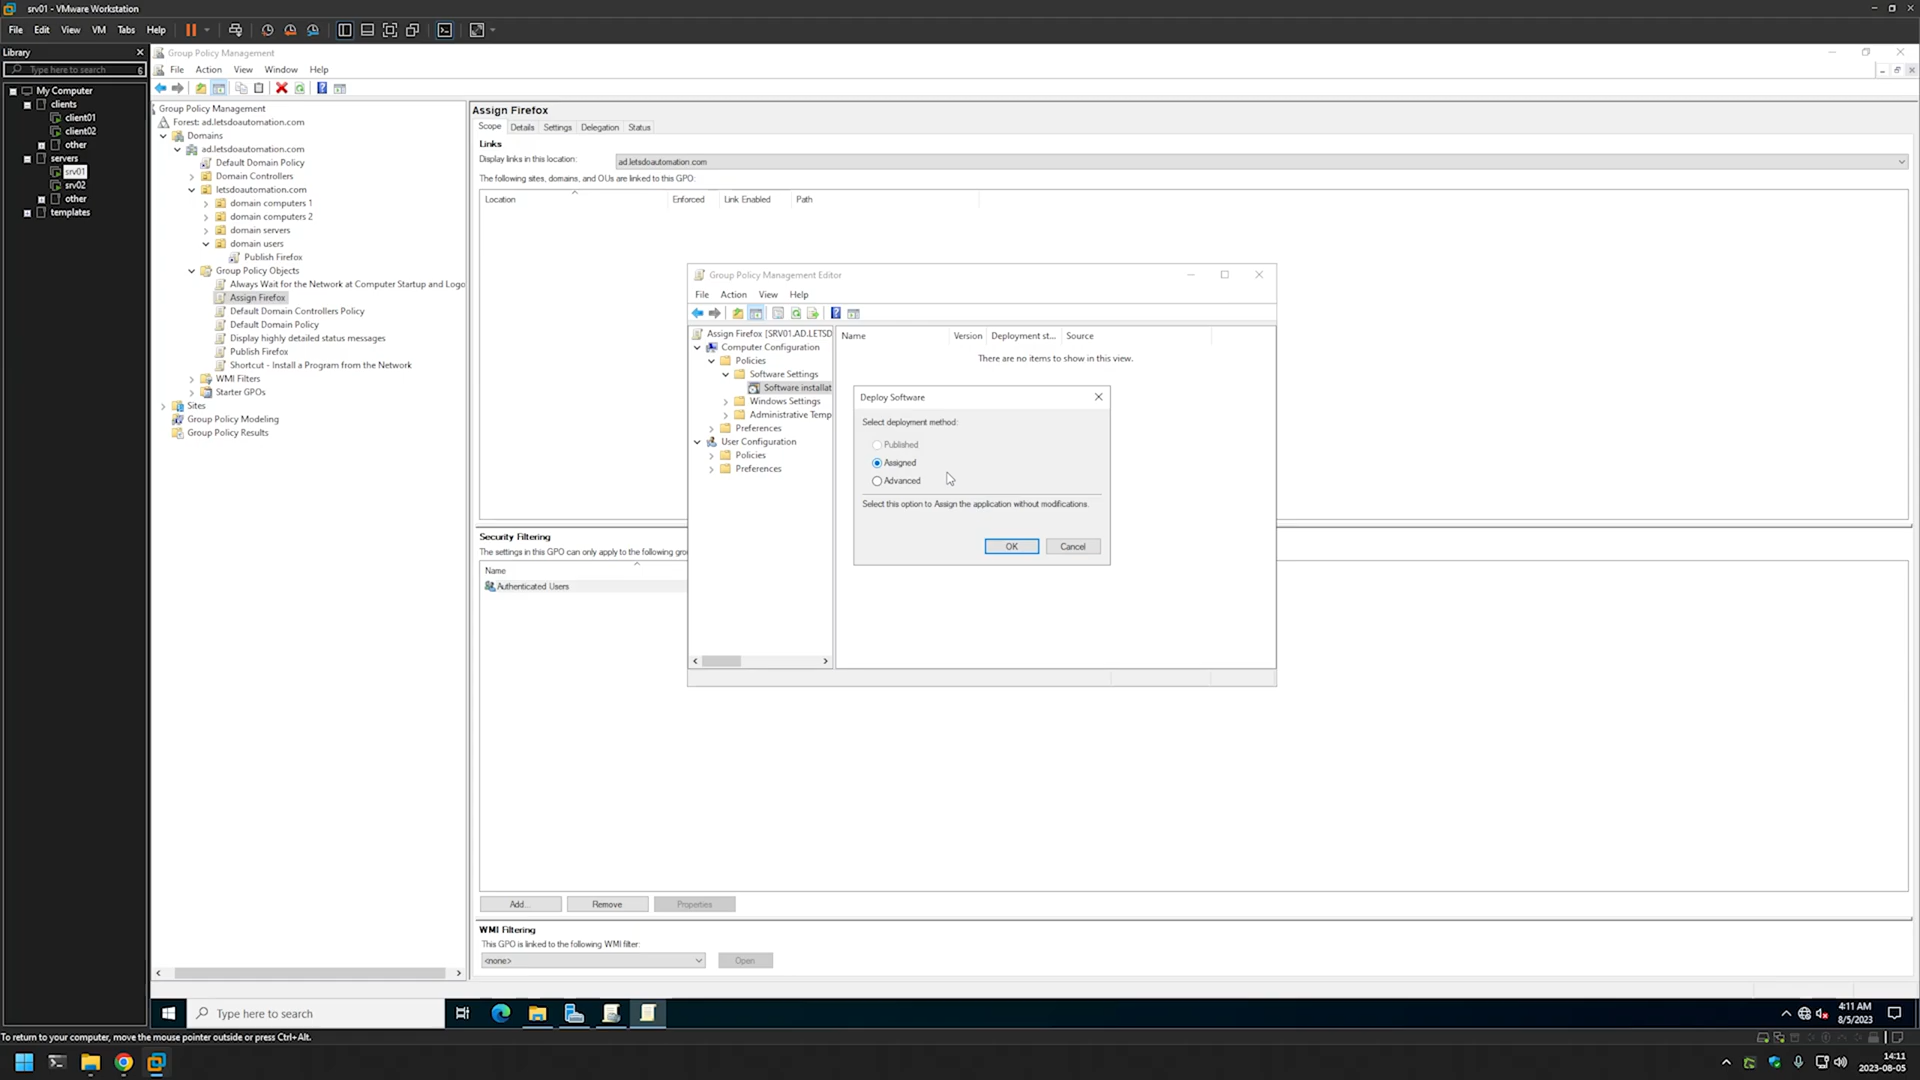 srv01 - VMware Workstation
File Edit View VM Tabs Help
Library
Type here to search
My Computer
clients
client01
client02
other
servers
srv01
srv02
other
templates
Group Policy Management
File Action View Window Help
Group Policy Management
Forest: ad.letsdoautomation.com
Domains
ad.letsdoautomation.com
Default Domain Policy
Domain Controllers
letsdoautomation.com
domain computers 1
domain computers 2
domain servers
domain users
Publish Firefox
Group Policy Objects
Always Wait for the Network at Computer Startup and Logo
Assign Firefox
Default Domain Controllers Policy
Default Domain Policy
Display highly detailed status messages
Publish Firefox
Shortcut - Install a Program from the Network
WMI Filters
Starter GPOs
Sites
Group Policy Modeling
Group Policy Results
Assign Firefox
Scope Details Settings Delegation Status
Links
Display links in this location: ad.letsdoautomation.com
The following sites, domains, and OUs are linked to this GPO:
Location Enforced Link Enabled Path
Group Policy Management Editor
File Action View Help
Assign Firefox [SRV01.AD.LETSD
Computer Configuration
Policies
Software Settings
Software installat
Windows Settings
Administrative Temp
Preferences
User Configuration
Policies
Preferences
Name Version Deployment st... Source
There are no items to show in this view.
Deploy Software
Select deployment method:
Published
Assigned
Advanced
Select this option to Assign the application without modifications.
OK Cancel
Security Filtering
The settings in this GPO can only apply to the following gro
Name
Authenticated Users
Add... Remove Properties
WMI Filtering
This GPO is linked to the following WMI filter:
<none> Open
Type here to search
4:11 AM
8/5/2023
To return to your computer, move the mouse pointer outside or press Ctrl+Alt.
14:11
2023-08-05